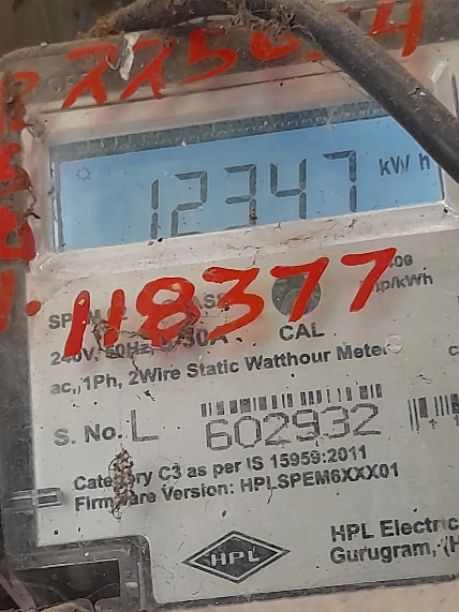 12347 kWh
118377
CAL
240V, 50Hz,
ac, 1Ph, 2Wire Static Watthour Meter
S. No. L 602932
Category C3 as per IS 15959:2011
Firmware Version: HPLSPEM6XXX01
HPL
HPL Electric
Gurugram, (H